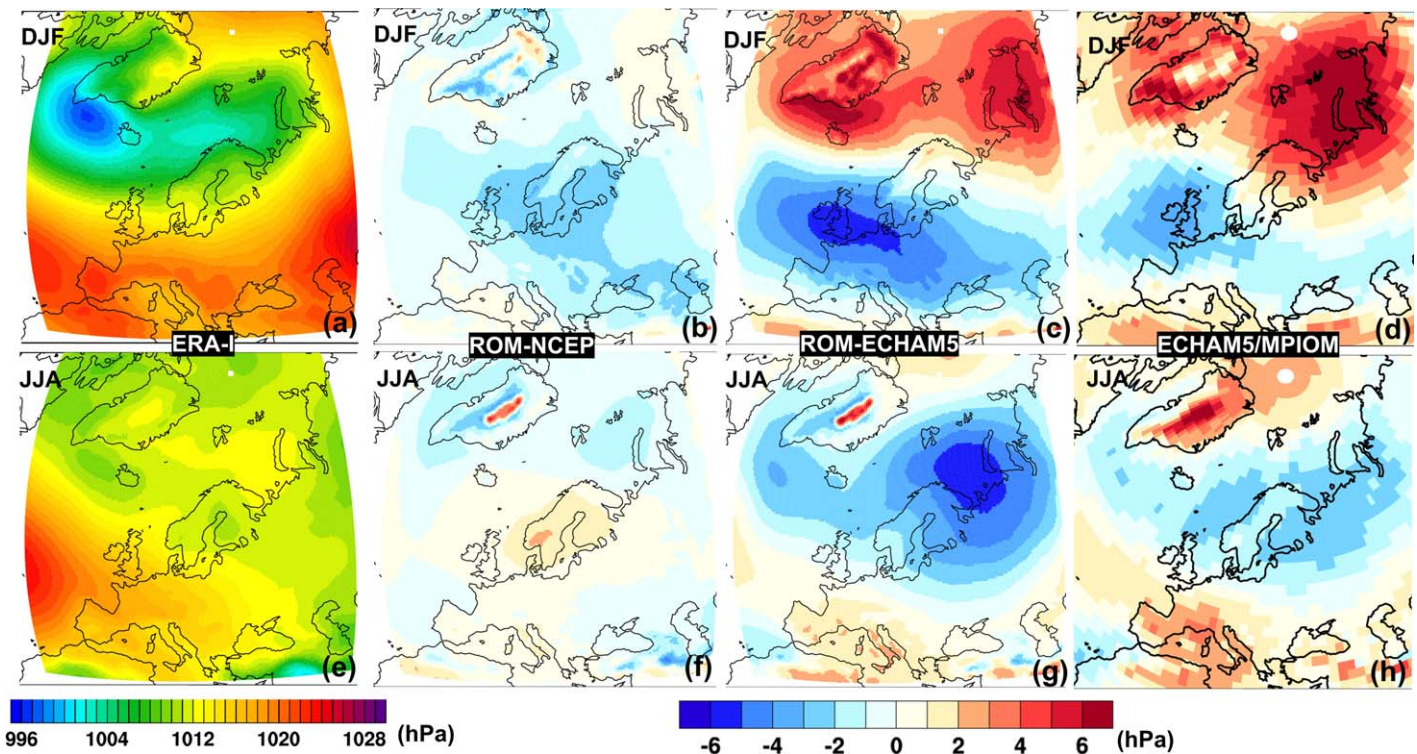 DJF DJF DJF DJF
(a) (b) (c) (d)
ERA-I ROM-NCEP ROM-ECHAM5 ECHAM5/MPIOM
JJA JJA JJA JJA
(e) (f) (g) (h)
996 1004 1012 1020 1028 (hPa)
-6 -4 -2 0 2 4 6 (hPa)